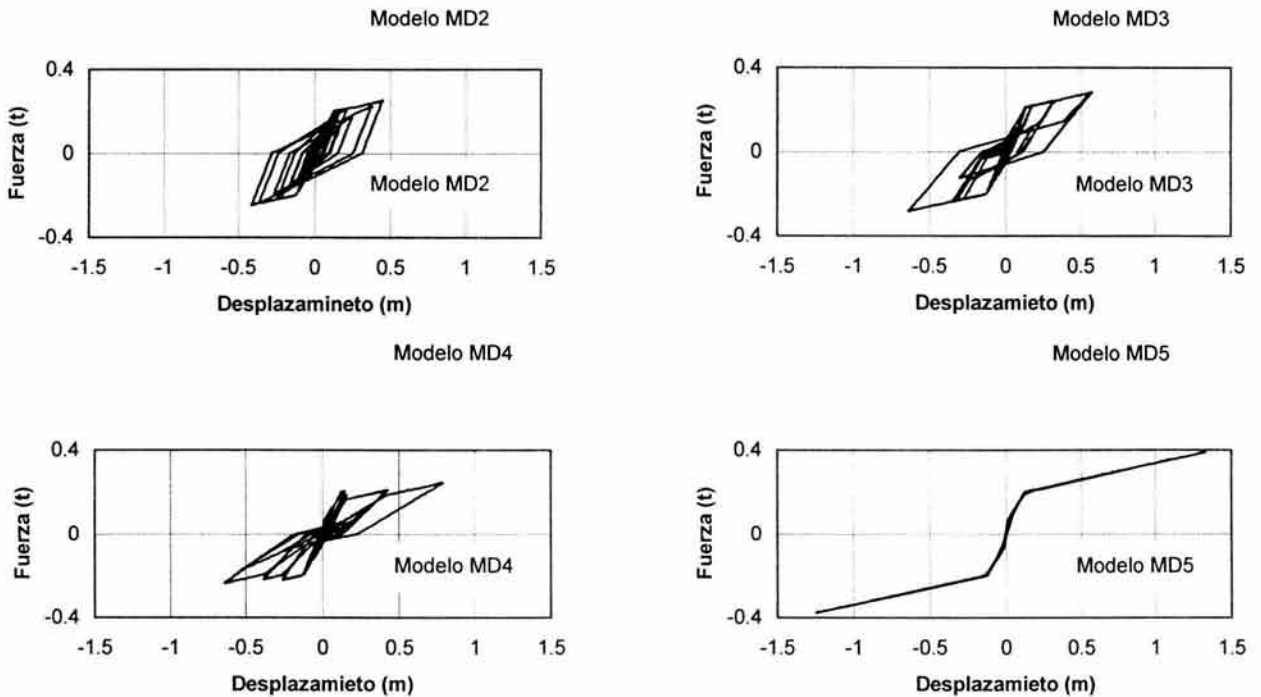 Modelo MD2
0.4
Fuerza (t)
0
-0.4
Modelo MD2
-1.5 -1 -0.5 0 0.5 1 1.5
Desplazamineto (m)
Modelo MD3
0.4
Fuerza (t)
0
-0.4
Modelo MD3
-1.5 -1 -0.5 0 0.5 1 1.5
Desplazamieto (m)
Modelo MD4
0.4
Fuerza (t)
0
-0.4
Modelo MD4
-1.5 -1 -0.5 0 0.5 1 1.5
Desplazamieto (m)
Modelo MD5
0.4
Fuerza (t)
0
-0.4
Modelo MD5
-1.5 -1 -0.5 0 0.5 1 1.5
Desplazamieto (m)